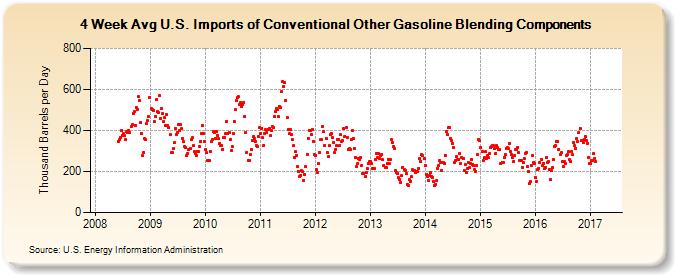 4 Week Avg U.S. Imports of Conventional Other Gasoline Blending Components
Thousand Barrels per Day
800
600
400
200
0
2008 2009 2010 2011 2012 2013 2014 2015 2016 2017
Source: U.S. Energy Information Administration